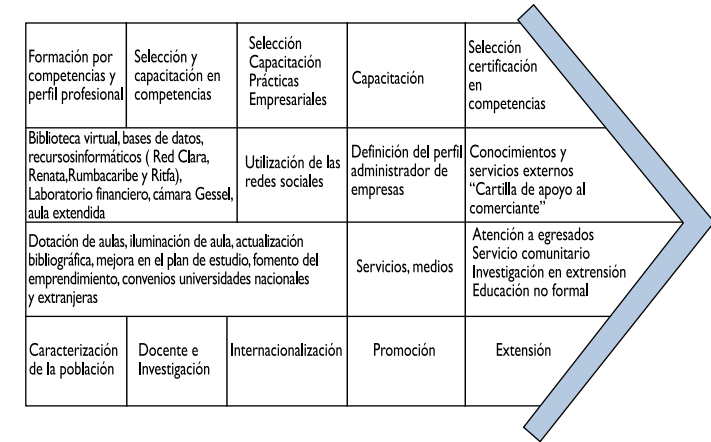 Formación por
competencias y
perfil profesional
Selección y
capacitación en
competencias
Selección
Capacitación
Prácticas
Empresariales
Capacitación
Selección
certificación
en
competencias
Biblioteca virtual, bases de datos,
recursosinformáticos ( Red Clara,
Renata,Rumbacaribe y Ritfa),
Laboratorio financiero, cámara Gessel,
aula extendida
Utilización de las
redes sociales
Definición del perfil
administrador de
empresas
Conocimientos y
servicios externos
“Cartilla de apoyo al
comerciante”
Dotación de aulas, iluminación de aula, actualización
bibliográfica, mejora en el plan de estudio, fomento del
emprendimiento, convenios universidades nacionales
y extranjeras
Servicios, medios
Atención a egresados
Servicio comunitario
Investigación en extrensión
Educación no formal
Caracterización
de la población
Docente e
Investigación
Internacionalización
Promoción
Extensión